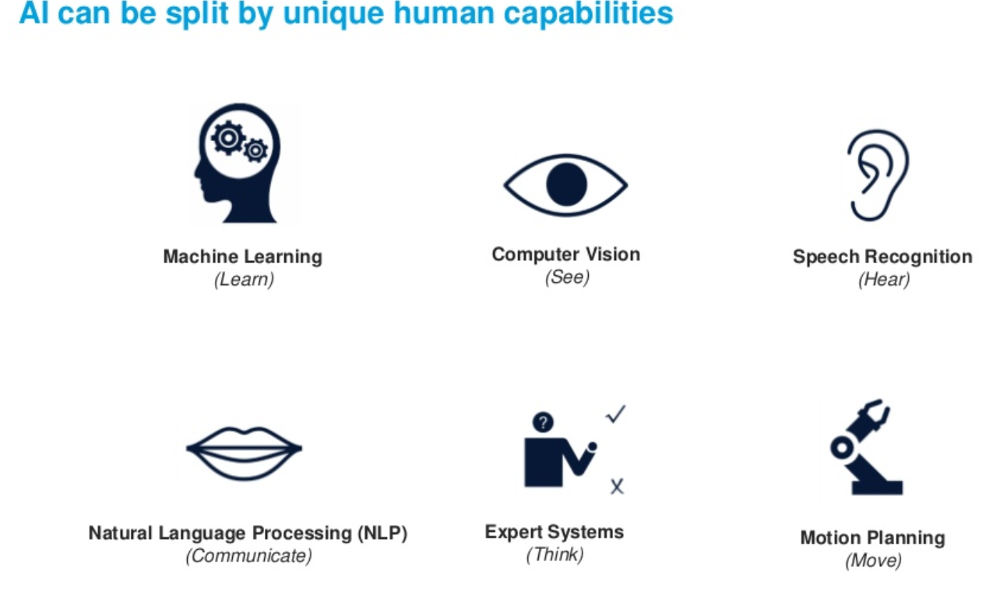 AI can be split by unique human capabilities
Machine Learning
(Learn)
Computer Vision
(See)
Speech Recognition
(Hear)
?
✓
X
Natural Language Processing (NLP)
(Communicate)
Expert Systems
(Think)
Motion Planning
(Move)